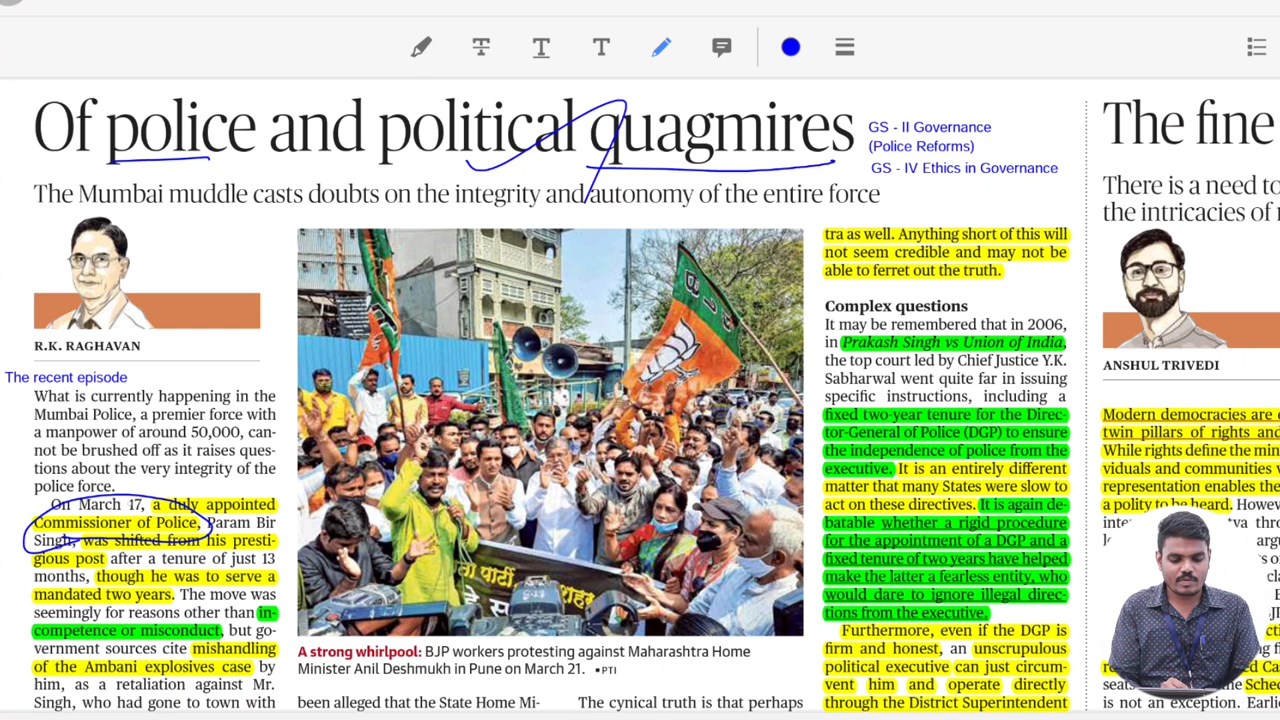 Of police and political quagmires
GS - II Governance
(Police Reforms)
GS - IV Ethics in Governance
The Mumbai muddle casts doubts on the integrity and autonomy of the entire force
R.K. RAGHAVAN
The recent episode
What is currently happening in the
Mumbai Police, a premier force with
a manpower of around 50,000, can-
not be brushed off as it raises ques-
tions about the very integrity of the
police force.
On March 17, a duly appointed
Commissioner of Police, Param Bir
Singh, was shifted from his presti-
gious post after a tenure of just 13
months, though he was to serve a
mandated two years. The move was
seemingly for reasons other than in-
competence or misconduct, but go-
vernment sources cite mishandling
of the Ambani explosives case by
him, as a retaliation against Mr.
Singh, who had gone to town with
A strong whirlpool: BJP workers protesting against Maharashtra Home
Minister Anil Deshmukh in Pune on March 21. ▪PTI
been alleged that the State Home Mi-
The cynical truth is that perhaps
tra as well. Anything short of this will
not seem credible and may not be
able to ferret out the truth.
Complex questions
It may be remembered that in 2006,
in Prakash Singh vs Union of India,
the top court led by Chief Justice Y.K.
Sabharwal went quite far in issuing
specific instructions, including a
fixed two-year tenure for the Direc-
tor-General of Police (DGP) to ensure
the independence of police from the
executive. It is an entirely different
matter that many States were slow to
act on these directives. It is again de-
batable whether a rigid procedure
for the appointment of a DGP and a
fixed tenure of two years have helped
make the latter a fearless entity, who
would dare to ignore illegal direc-
tions from the executive.
Furthermore, even if the DGP is
firm and honest, an unscrupulous
political executive can just circum-
vent him and operate directly
through the District Superintendent
The fine
There is a need to
the intricacies of
ANSHUL TRIVEDI
Modern democracies are
twin pillars of rights and
While rights define the
viduals and communities
representation enables the
a polity to be heard.
is not an exception.